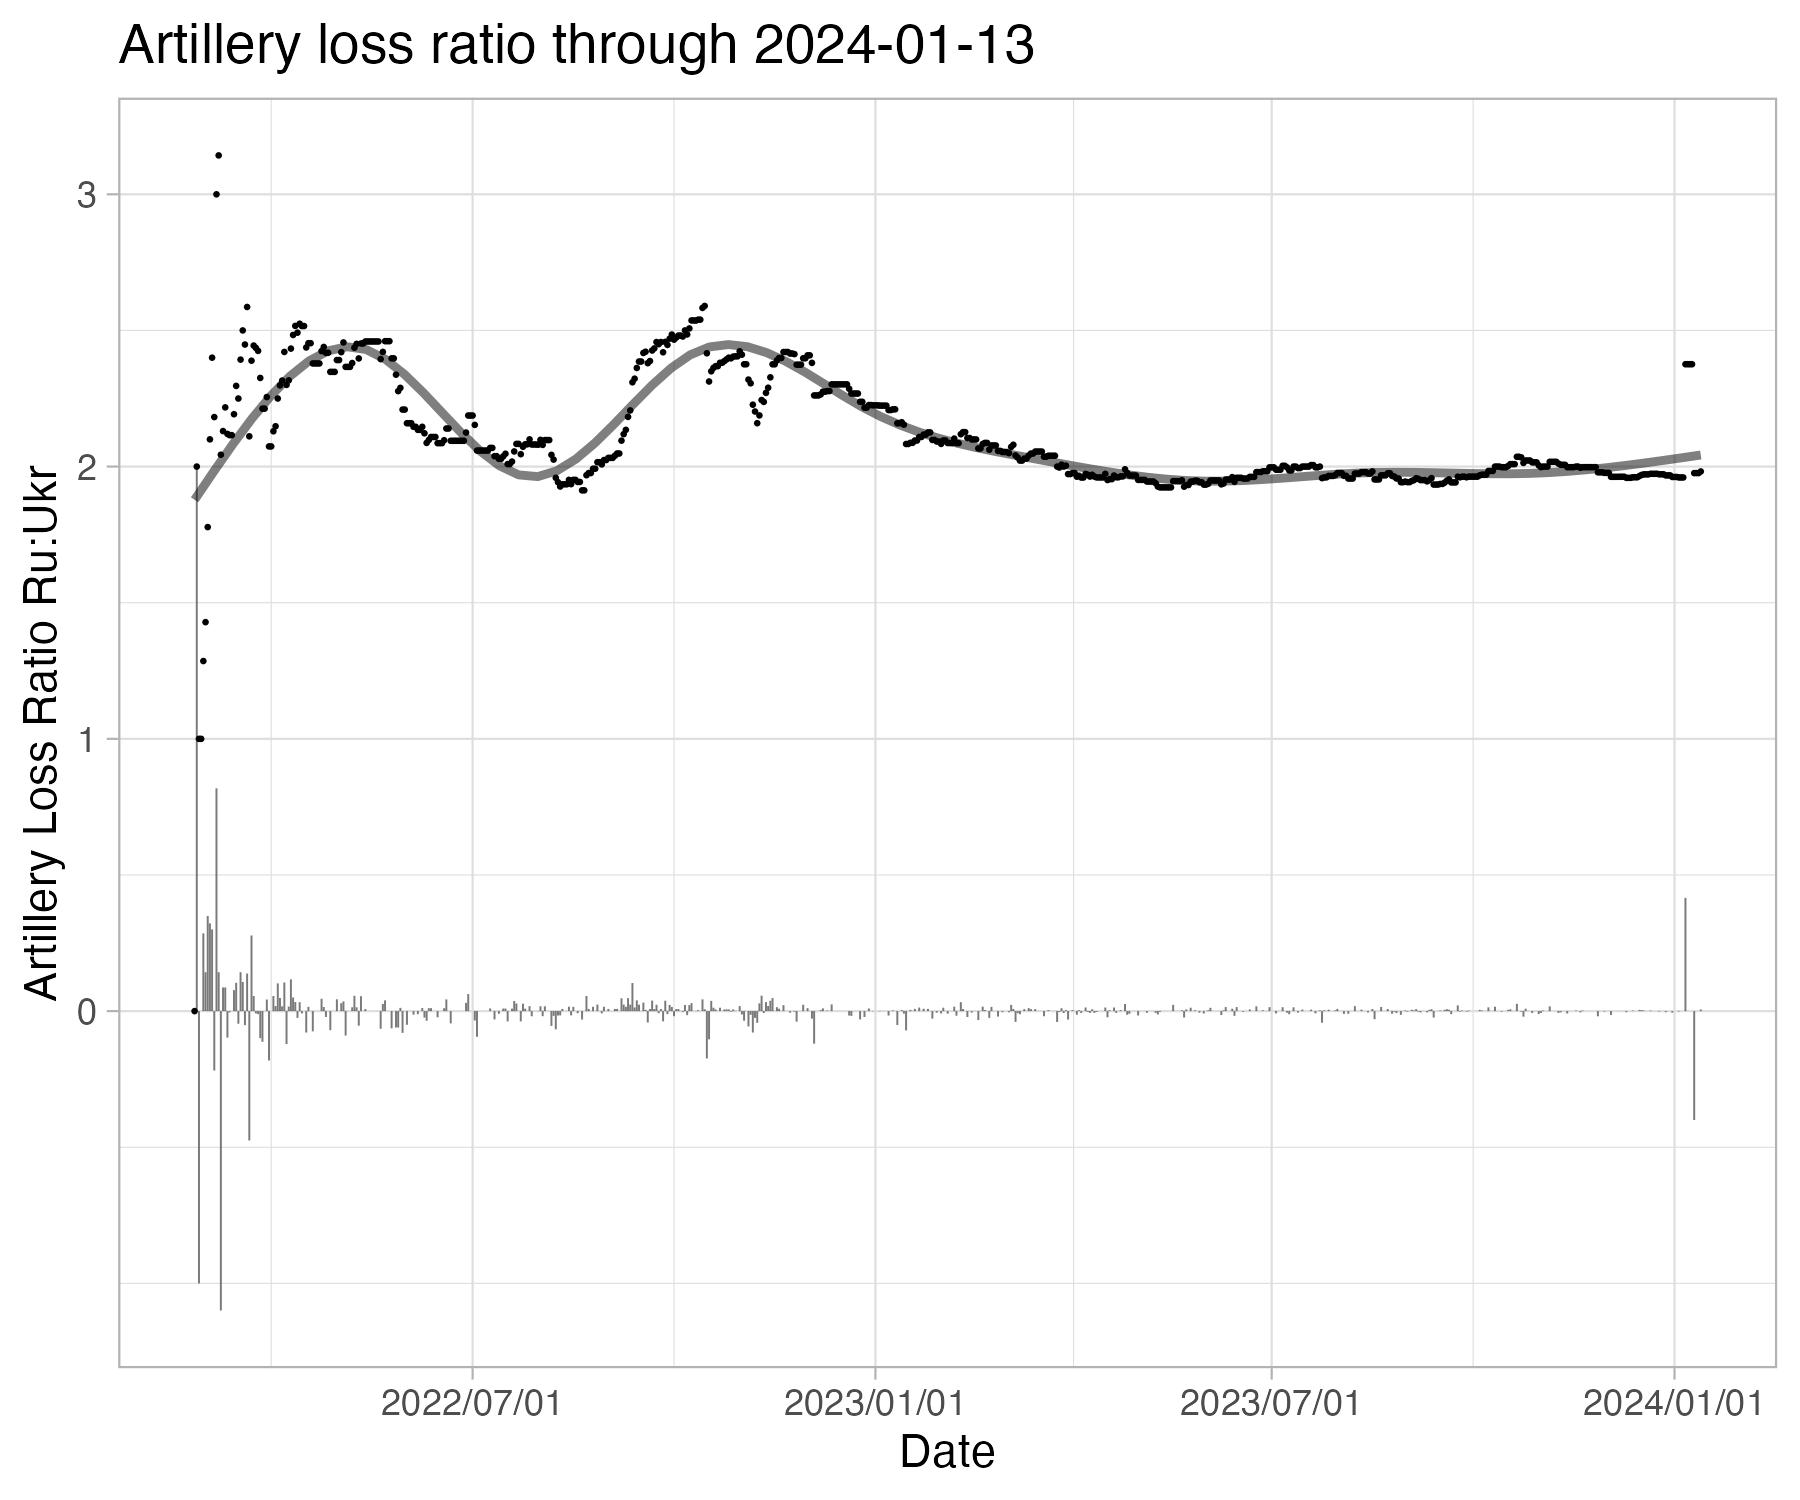 Artillery loss ratio through 2024-01-13
Artillery Loss Ratio Ru:Ukr
3
2
1
0
2022/07/01
2023/01/01
2023/07/01
2024/01/01
Date